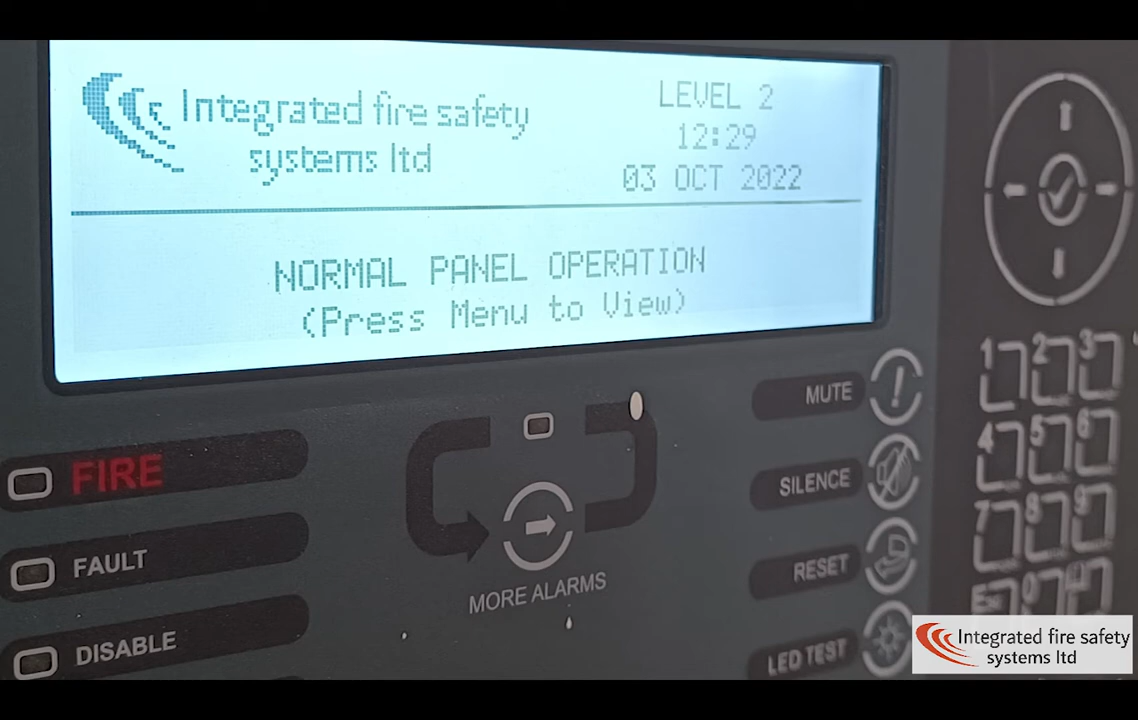 Integrated fire safety
systems ltd
LEVEL 2
12:29
03 OCT 2022
NORMAL PANEL OPERATION
(Press Menu to View)
FIRE
FAULT
DISABLE
MORE ALARMS
MUTE
SILENCE
RESET
LED TEST
1 2 3
4 5 6
7 8 9
0
Integrated fire safety
systems ltd